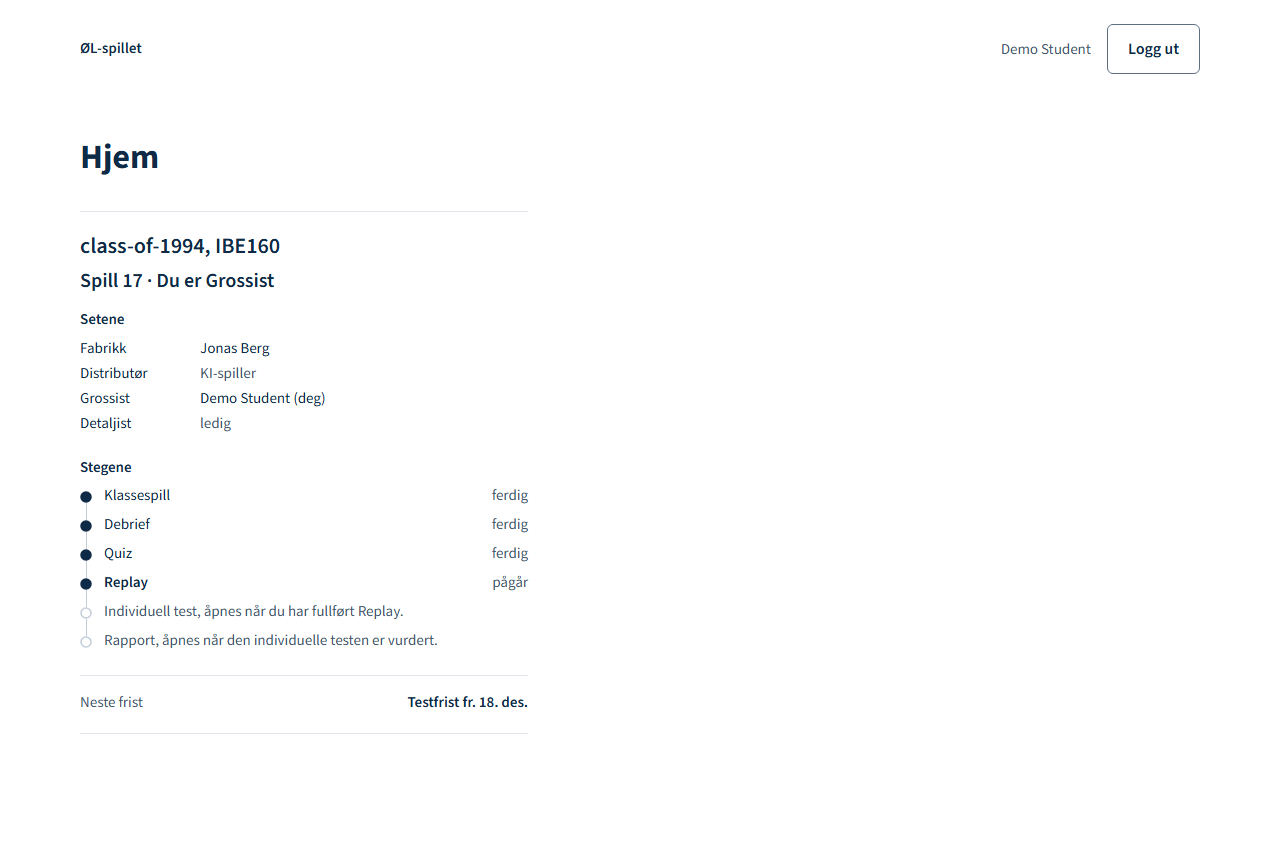 ØL-spillet
Demo Student
Logg ut
Hjem
class-of-1994, IBE160
Spill 17 · Du er Grossist
Setene
Fabrikk Jonas Berg
Distributør KI-spiller
Grossist Demo Student (deg)
Detaljist ledig
Stegene
Klassespill ferdig
Debrief ferdig
Quiz ferdig
Replay pågår
Individuell test, åpnes når du har fullført Replay.
Rapport, åpnes når den individuelle testen er vurdert.
Neste frist Testfrist fr. 18. des.